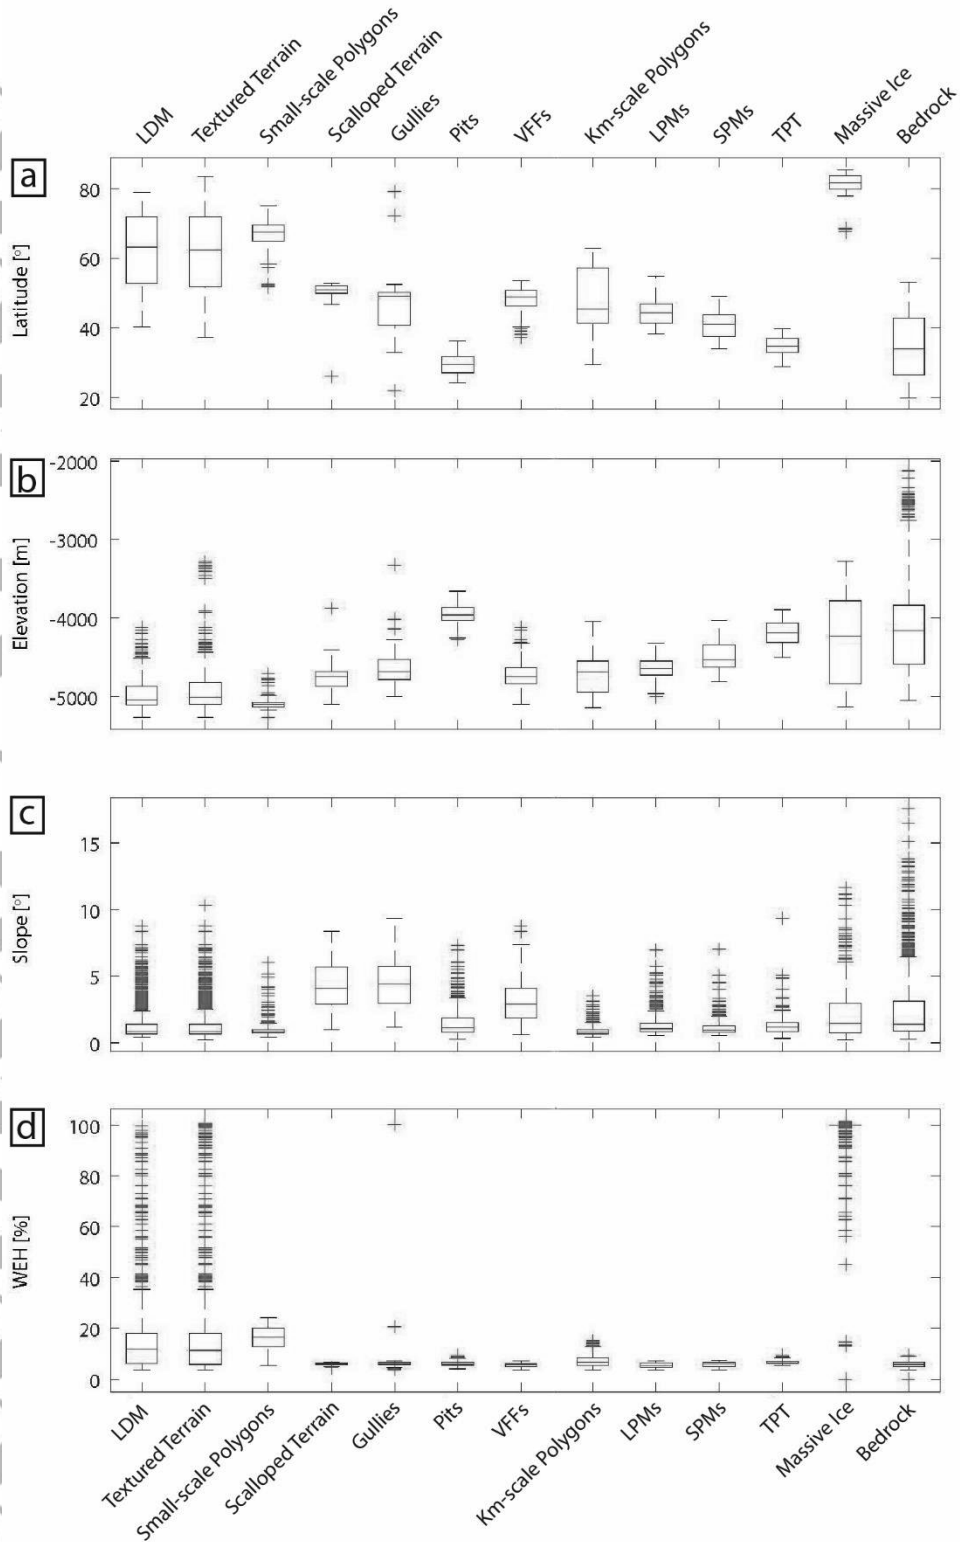 LDM
Textured Terrain
Small-scale Polygons
Scalloped Terrain
Gullies
Pits
VFFs
Km-scale Polygons
LPMs
SPMs
TPT
Massive Ice
Bedrock
a
Latitude [°]
80
60
40
20
b
Elevation [m]
-2000
-3000
-4000
-5000
c
Slope [°]
15
10
5
0
d
WEH [%]
100
80
60
40
20
0
LDM
Textured Terrain
Small-scale Polygons
Scalloped Terrain
Gullies
Pits
VFFs
Km-scale Polygons
LPMs
SPMs
TPT
Massive Ice
Bedrock